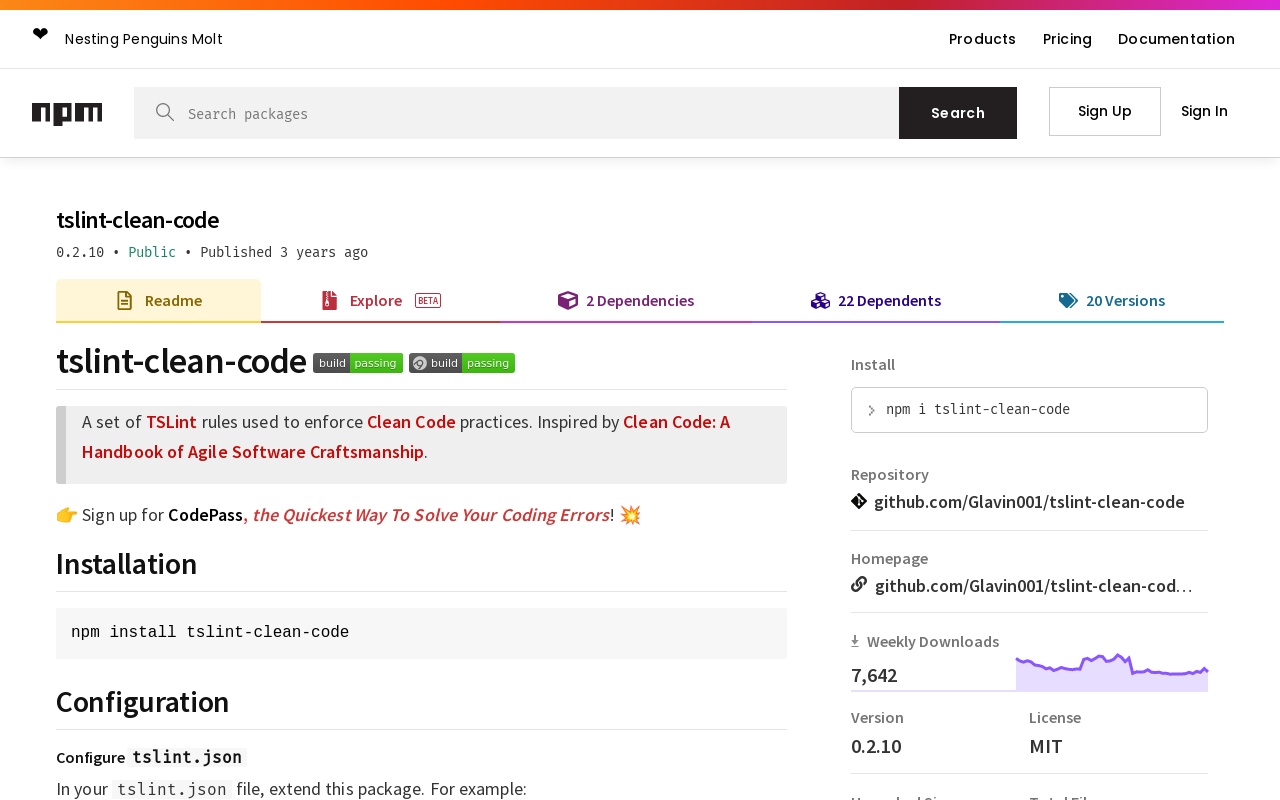 ❤ Nesting Penguins Molt
Products Pricing Documentation
npm
Search packages
Search
Sign Up
Sign In
tslint-clean-code
0.2.10 • Public • Published 3 years ago
Readme
Explore BETA
2 Dependencies
22 Dependents
20 Versions
tslint-clean-code build passing build passing
A set of TSLint rules used to enforce Clean Code practices. Inspired by Clean Code: A
Handbook of Agile Software Craftsmanship.
👉 Sign up for CodePass, the Quickest Way To Solve Your Coding Errors! 💥
Installation
npm install tslint-clean-code
Configuration
Configure tslint.json
In your tslint.json file, extend this package. For example:
Install
npm i tslint-clean-code
Repository
github.com/Glavin001/tslint-clean-code
Homepage
github.com/Glavin001/tslint-clean-cod…
Weekly Downloads
7,642
Version
0.2.10
License
MIT